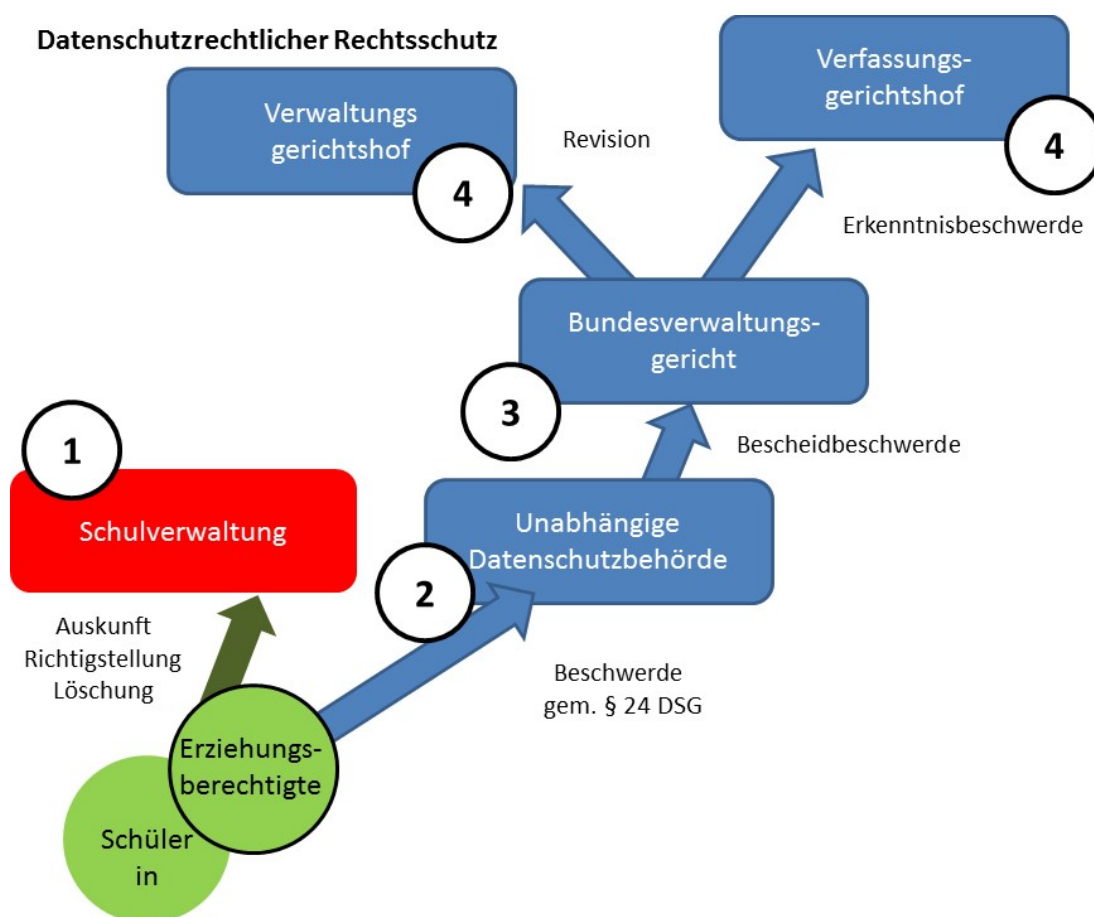 Datenschutzrechtlicher Rechtsschutz
Verwaltungs
gerichtshof
4
Revision
Verfassungs-
gerichtshof
4
Erkenntnisbeschwerde
Bundesverwaltungs-
gericht
3
Bescheidbeschwerde
1
Schulverwaltung
Unabhängige
Datenschutzbehörde
2
Auskunft
Richtigstellung
Löschung
Beschwerde
gem. § 24 DSG
Erziehungs-
berechtigte
Schüler
in